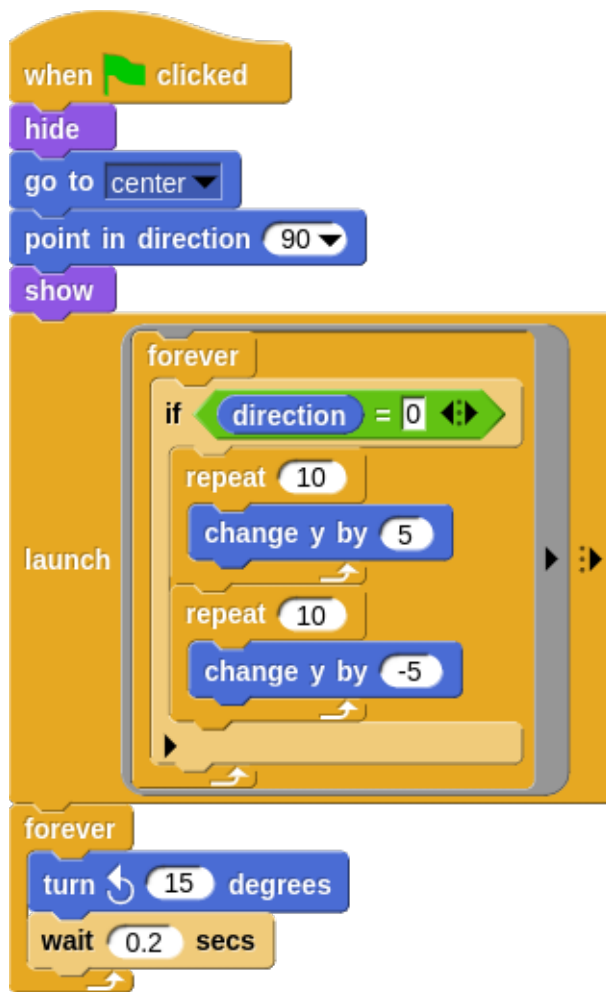 when clicked
hide
go to center
point in direction 90
show
forever
if direction = 0
repeat 10
change y by 5
launch
repeat 10
change y by -5
forever
turn 15 degrees
wait 0.2 secs